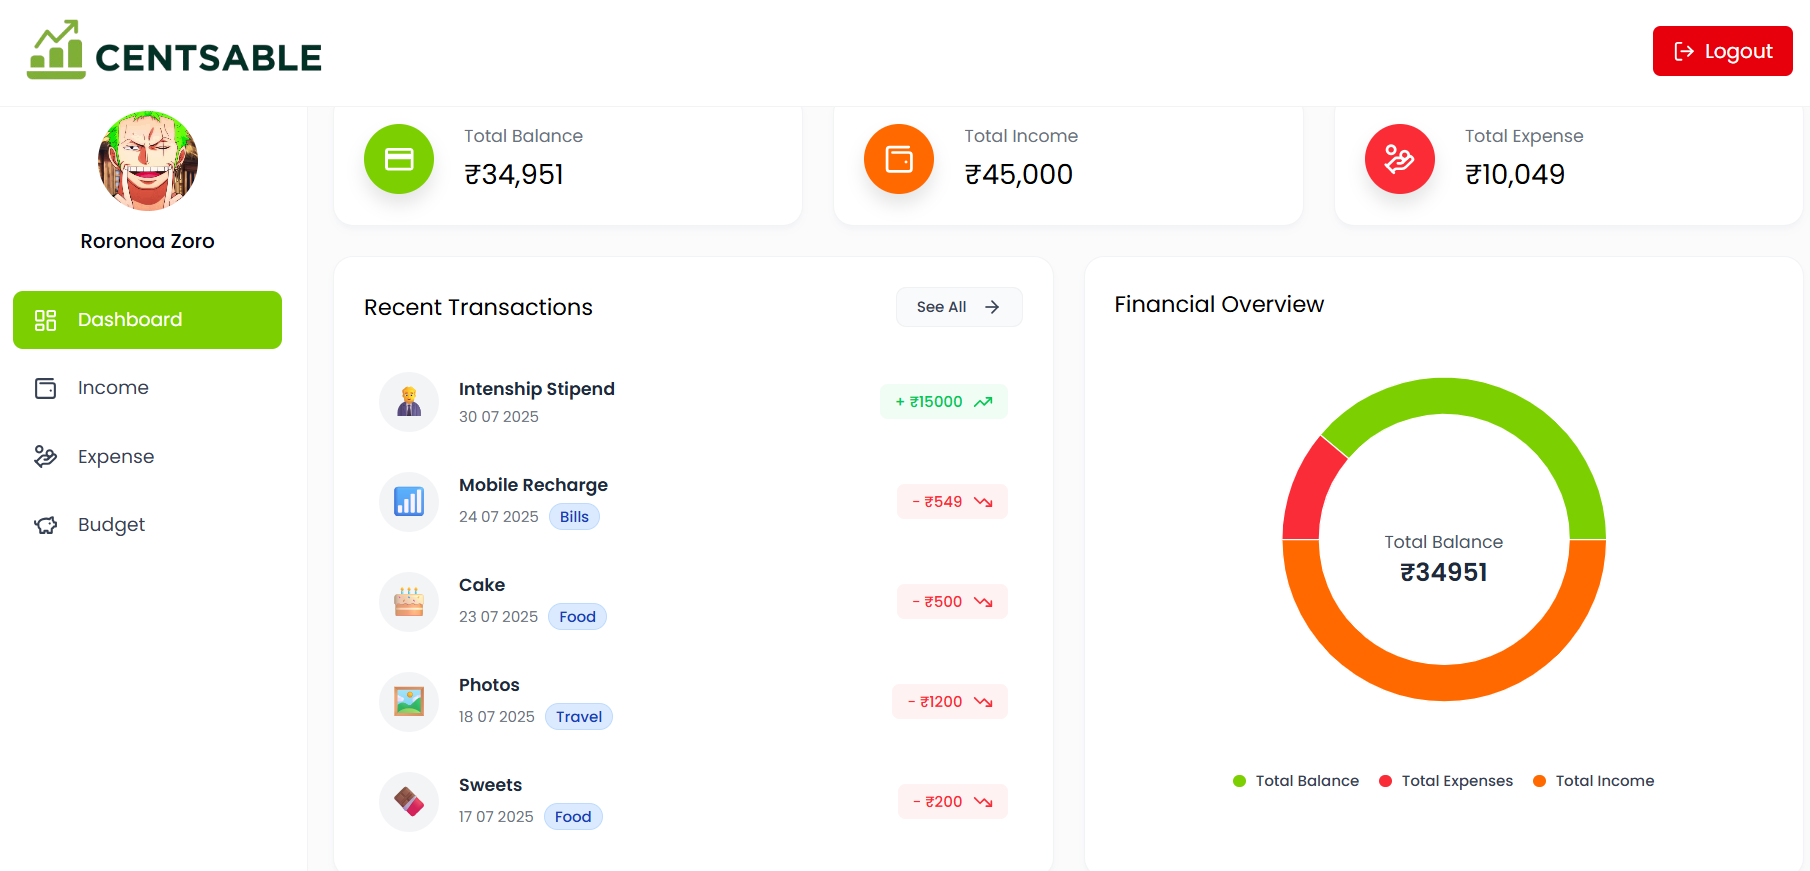 CENTSABLE
Logout
Roronoa Zoro
Dashboard
Income
Expense
Budget
Total Balance
₹34,951
Total Income
₹45,000
Total Expense
₹10,049
Recent Transactions
See All
Intenship Stipend
30 07 2025
+ ₹15000
Mobile Recharge
24 07 2025 Bills
- ₹549
Cake
23 07 2025 Food
- ₹500
Photos
18 07 2025 Travel
- ₹1200
Sweets
17 07 2025 Food
- ₹200
Financial Overview
Total Balance
₹34951
Total Balance Total Expenses Total Income